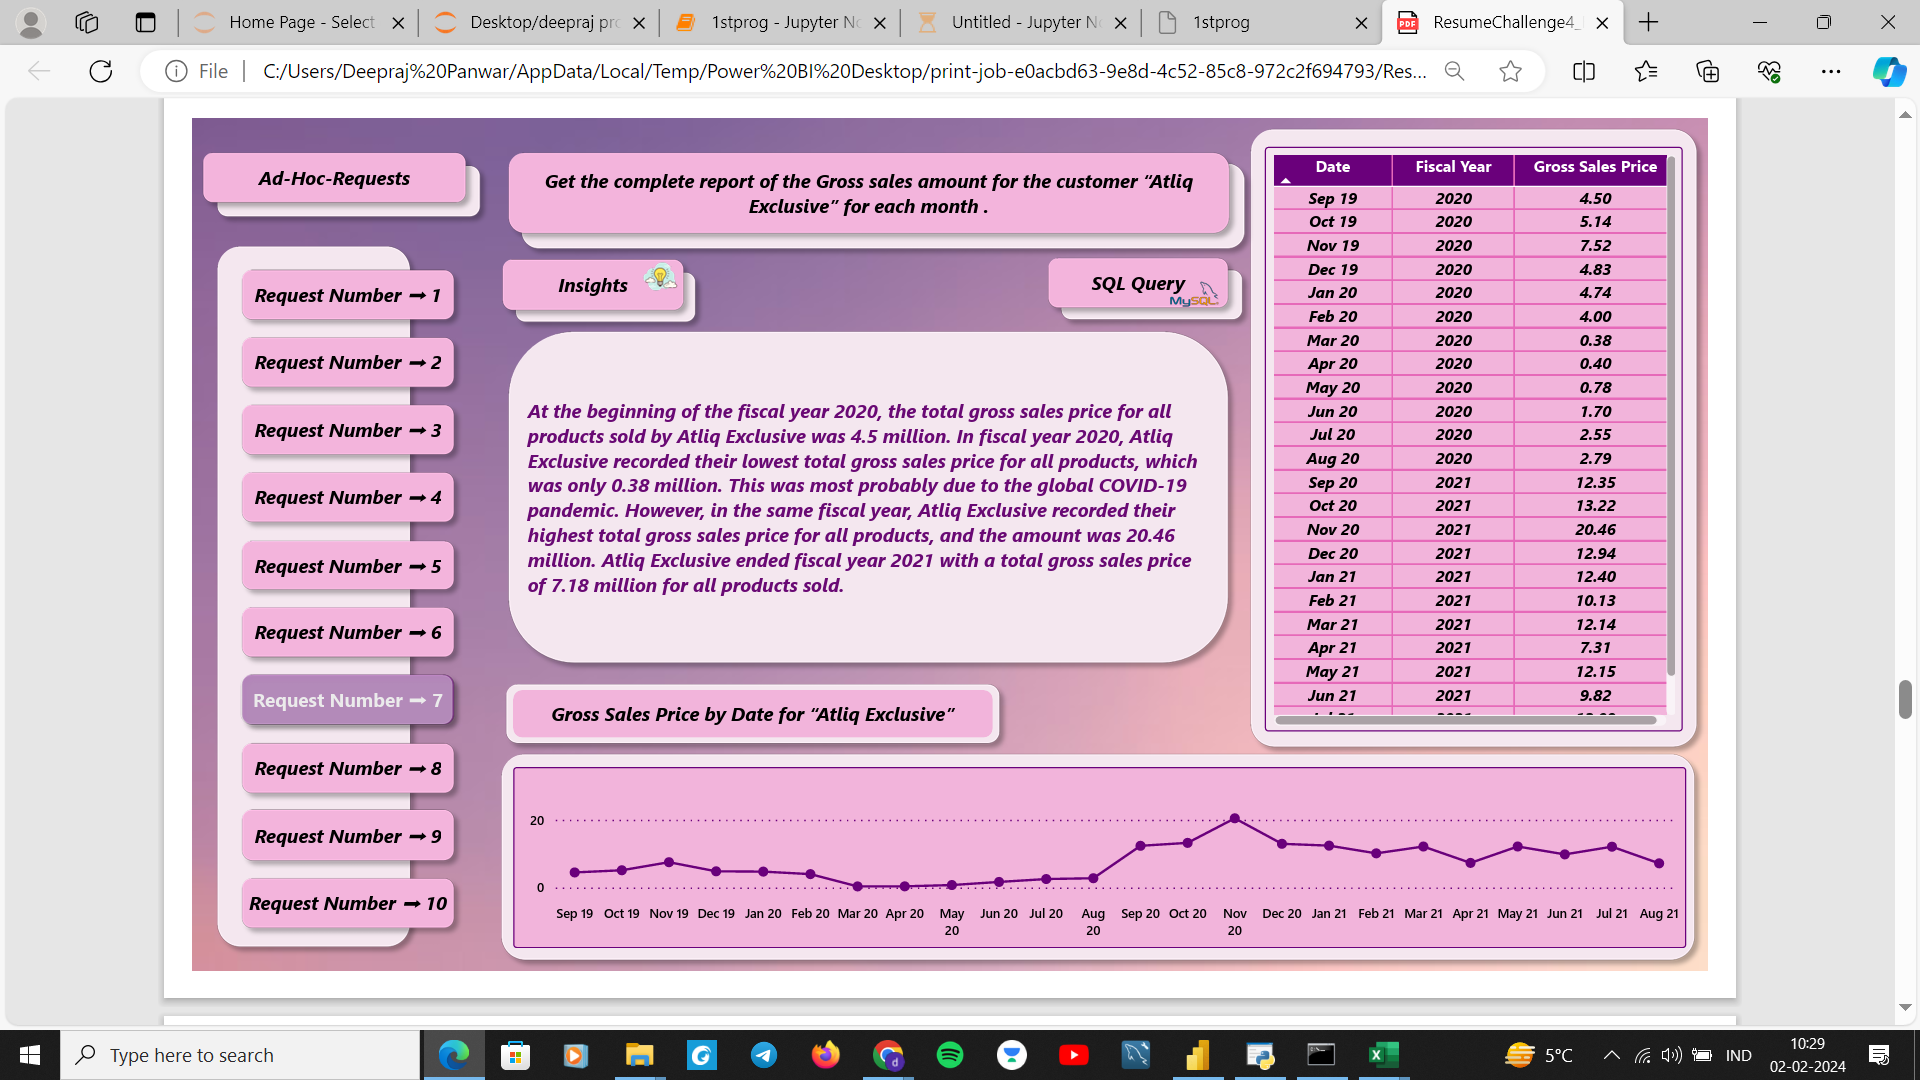 Home Page - Select
Desktop/deepraj pro
1stprog - Jupyter No
Untitled - Jupyter No
1stprog
ResumeChallenge4_
File
C:/Users/Deepraj%20Panwar/AppData/Local/Temp/Power%20BI%20Desktop/print-job-e0acbd63-9e8d-4c52-85c8-972c2f694793/Res...
Ad-Hoc-Requests
Request Number ➞ 1
Request Number ➞ 2
Request Number ➞ 3
Request Number ➞ 4
Request Number ➞ 5
Request Number ➞ 6
Request Number ➞ 7
Request Number ➞ 8
Request Number ➞ 9
Request Number ➞ 10
Get the complete report of the Gross sales amount for the customer “Atliq
Exclusive” for each month .
Insights
SQL Query
MySQL
At the beginning of the fiscal year 2020, the total gross sales price for all
products sold by Atliq Exclusive was 4.5 million. In fiscal year 2020, Atliq
Exclusive recorded their lowest total gross sales price for all products, which
was only 0.38 million. This was most probably due to the global COVID-19
pandemic. However, in the same fiscal year, Atliq Exclusive recorded their
highest total gross sales price for all products, and the amount was 20.46
million. Atliq Exclusive ended fiscal year 2021 with a total gross sales price
of 7.18 million for all products sold.
Date Fiscal Year Gross Sales Price
Sep 19 2020 4.50
Oct 19 2020 5.14
Nov 19 2020 7.52
Dec 19 2020 4.83
Jan 20 2020 4.74
Feb 20 2020 4.00
Mar 20 2020 0.38
Apr 20 2020 0.40
May 20 2020 0.78
Jun 20 2020 1.70
Jul 20 2020 2.55
Aug 20 2020 2.79
Sep 20 2021 12.35
Oct 20 2021 13.22
Nov 20 2021 20.46
Dec 20 2021 12.94
Jan 21 2021 12.40
Feb 21 2021 10.13
Mar 21 2021 12.14
Apr 21 2021 7.31
May 21 2021 12.15
Jun 21 2021 9.82
Gross Sales Price by Date for “Atliq Exclusive”
20
0
Sep 19 Oct 19 Nov 19 Dec 19 Jan 20 Feb 20 Mar 20 Apr 20 May 20 Jun 20 Jul 20 Aug 20 Sep 20 Oct 20 Nov 20 Dec 20 Jan 21 Feb 21 Mar 21 Apr 21 May 21 Jun 21 Jul 21 Aug 21
Type here to search
5°C
IND
10:29
02-02-2024